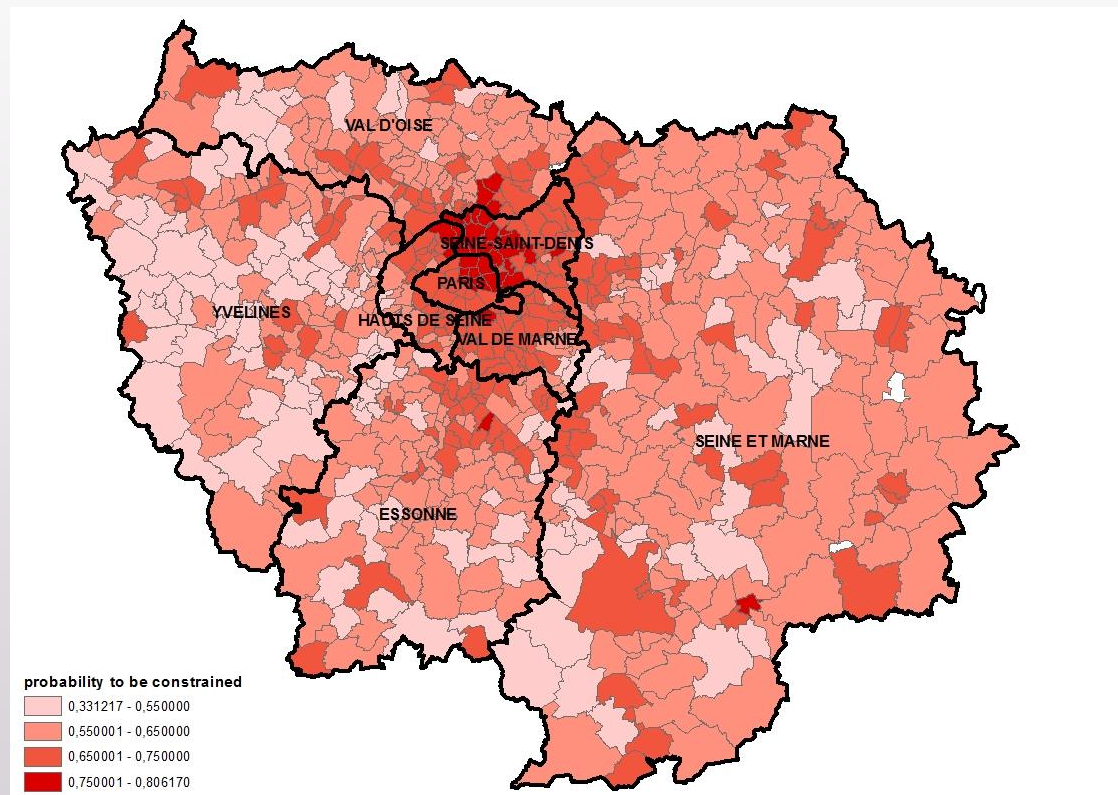 VAL D'OISE
SEINE-SAINT-DENIS
PARIS
YVELINES
HAUTS DE SEINE
VAL DE MARNE
SEINE ET MARNE
ESSONNE
probability to be constrained
0,331217 - 0,550000
0,550001 - 0,650000
0,650001 - 0,750000
0,750001 - 0,806170